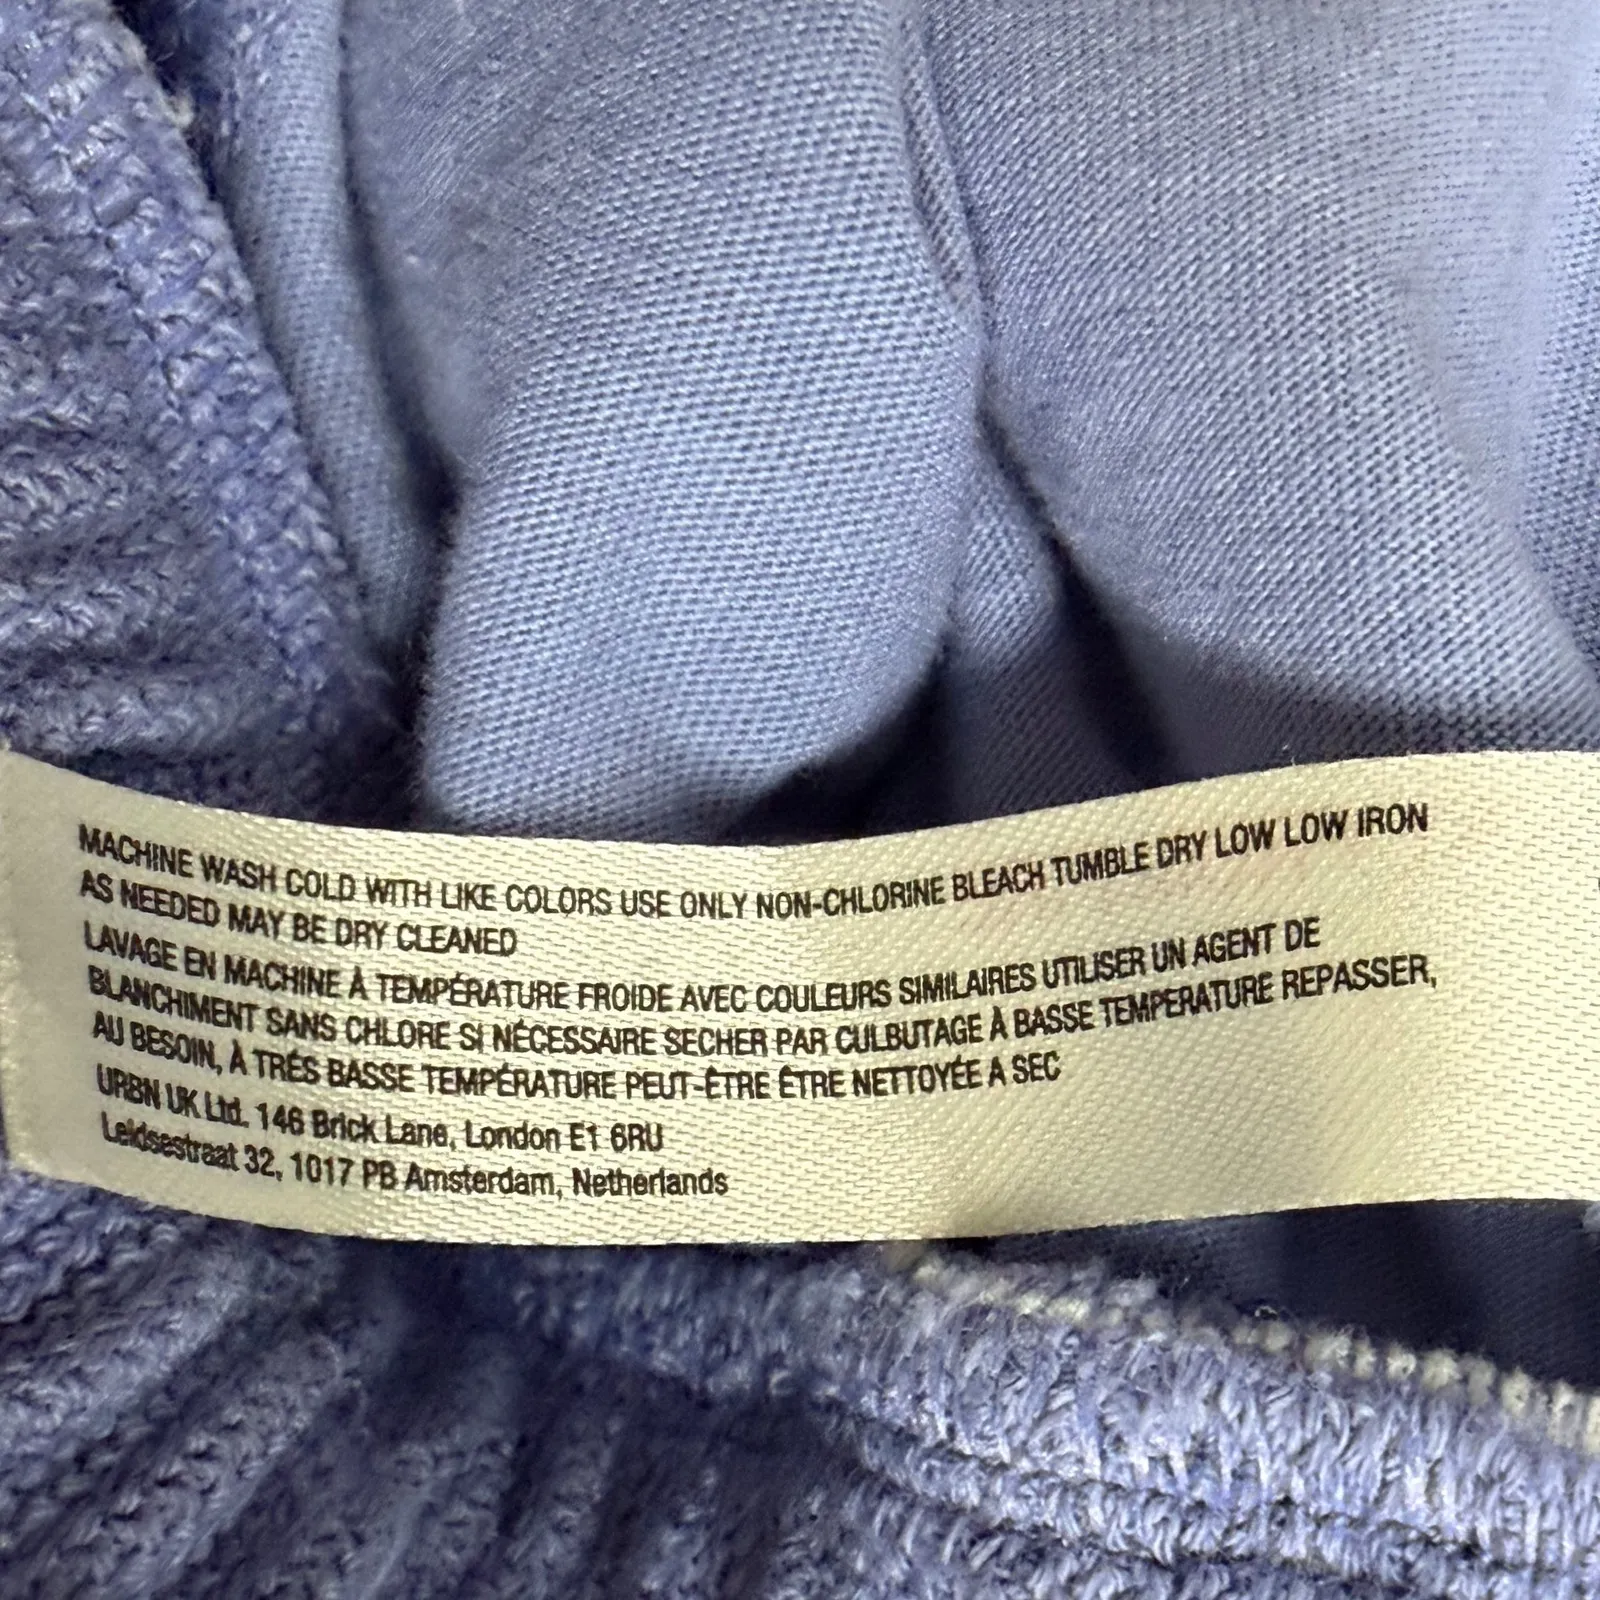 MACHINE WASH COLD WITH LIKE COLORS USE ONLY NON-CHLORINE BLEACH TUMBLE DRY LOW LOW IRON
AS NEEDED MAY BE DRY CLEANED
LAVAGE EN MACHINE À TEMPÉRATURE FROIDE AVEC COULEURS SIMILAIRES UTILISER UN AGENT DE
BLANCHIMENT SANS CHLORE SI NÉCESSAIRE SECHER PAR CULBUTAGE À BASSE TEMPERATURE REPASSER,
AU BESOIN, À TRÉS BASSE TEMPÉRATURE PEUT-ÊTRE ÊTRE NETTOYÉE A SEC
URBN UK Ltd. 146 Brick Lane, London E1 6RU
Leidsestraat 32, 1017 PB Amsterdam, Netherlands